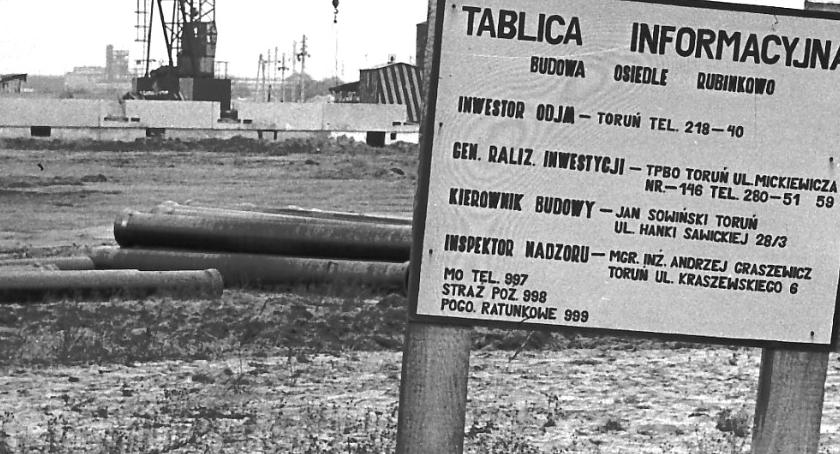 TABLICA INFORMACYJNA
BUDOWA OSIEDLE RUBINKOWO
INWESTOR ODJM – TORUŃ TEL. 218-40
GEN. RALIZ. INWESTYCJI – TPBO TORUŃ UL. MICKIEWICZA
NR.-146 TEL. 280-51 59
KIEROWNIK BUDOWY – JAN SOWIŃSKI TORUŃ
UL. HANKI SAWICKIEJ 28/3
INSPEKTOR NADZORU – MGR. INŻ. ANDRZEJ GRASZEWICZ
TORUŃ UL. KRASZEWSKIEGO 6
MO TEL. 997
STRAŻ POŻ. 998
POGO. RATUNKOWE 999